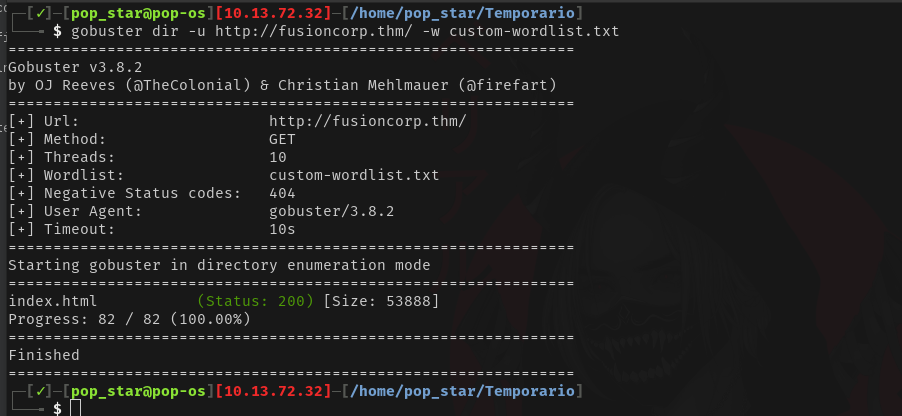 ┌─[✓]─[pop_star@pop-os][10.13.72.32]─[/home/pop_star/Temporario]
└──╼ $ gobuster dir -u http://fusioncorp.thm/ -w custom-wordlist.txt
===============================================================
Gobuster v3.8.2
by OJ Reeves (@TheColonial) & Christian Mehlmauer (@firefart)
===============================================================
[+] Url:                     http://fusioncorp.thm/
[+] Method:                  GET
[+] Threads:                 10
[+] Wordlist:                custom-wordlist.txt
[+] Negative Status codes:   404
[+] User Agent:              gobuster/3.8.2
[+] Timeout:                 10s
===============================================================
Starting gobuster in directory enumeration mode
===============================================================
index.html           (Status: 200) [Size: 53888]
Progress: 82 / 82 (100.00%)
===============================================================
Finished
===============================================================
┌─[✓]─[pop_star@pop-os][10.13.72.32]─[/home/pop_star/Temporario]
└──╼ $